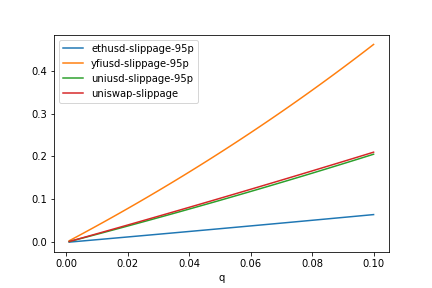 ethusd-slippage-95p
yfiusd-slippage-95p
uniusd-slippage-95p
uniswap-slippage
0.4
0.3
0.2
0.1
0.0
0.00 0.02 0.04 0.06 0.08 0.10
q